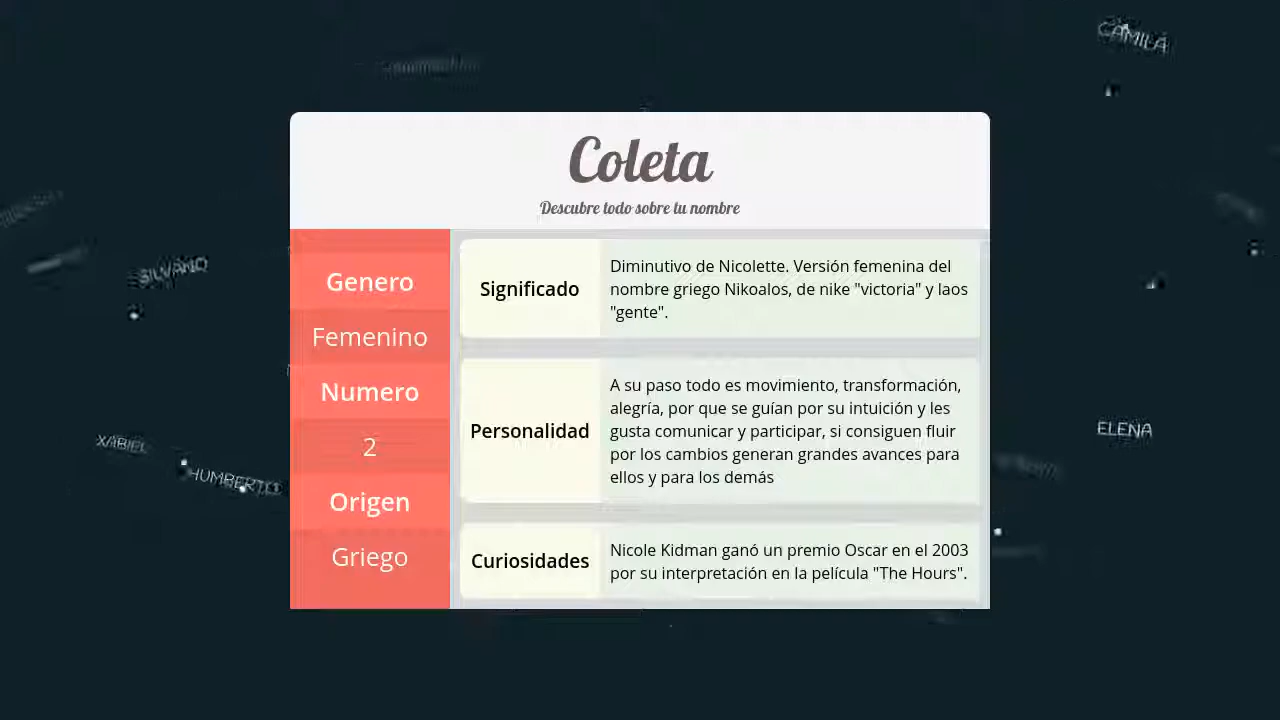 CAMILA
Coleta
Descubre todo sobre tu nombre
SILVANO
Genero
Femenino
Numero
2
Origen
Griego
Significado
Diminutivo de Nicolette. Versión femenina del
nombre griego Nikoalos, de nike "victoria" y laos
"gente".
Personalidad
A su paso todo es movimiento, transformación,
alegría, por que se guían por su intuición y les
gusta comunicar y participar, si consiguen fluir
por los cambios generan grandes avances para
ellos y para los demás
Curiosidades
Nicole Kidman ganó un premio Oscar en el 2003
por su interpretación en la película "The Hours".
XABIEL
HUMBERTO
ELENA